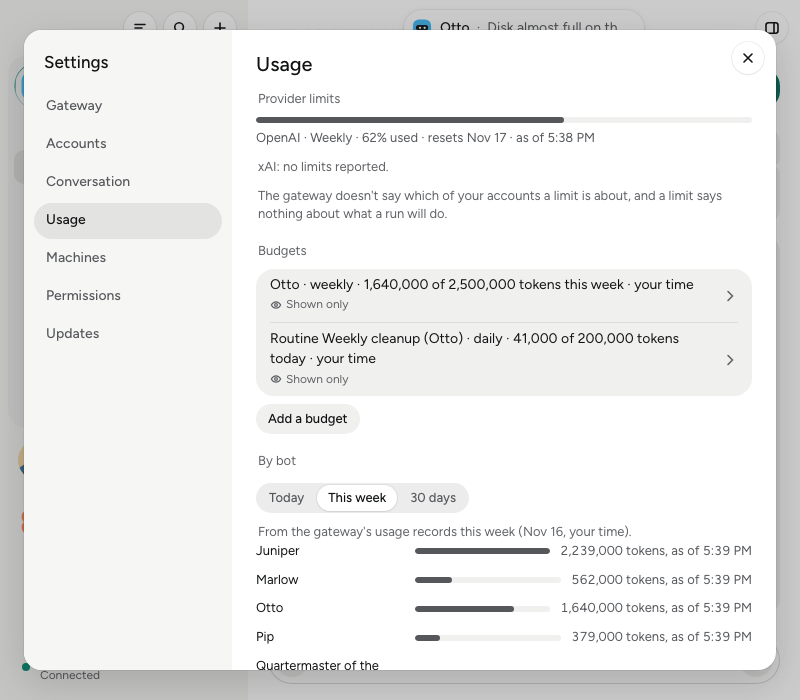 Otto · Disk almost full on th
Settings
Gateway
Accounts
Conversation
Usage
Machines
Permissions
Updates
Connected
Usage
Provider limits
OpenAI · Weekly · 62% used · resets Nov 17 · as of 5:38 PM
xAI: no limits reported.
The gateway doesn't say which of your accounts a limit is about, and a limit says
nothing about what a run will do.
Budgets
Otto · weekly · 1,640,000 of 2,500,000 tokens this week · your time
Shown only
Routine Weekly cleanup (Otto) · daily · 41,000 of 200,000 tokens
today · your time
Shown only
Add a budget
By bot
Today This week 30 days
From the gateway's usage records this week (Nov 16, your time).
Juniper 2,239,000 tokens, as of 5:39 PM
Marlow 562,000 tokens, as of 5:39 PM
Otto 1,640,000 tokens, as of 5:39 PM
Pip 379,000 tokens, as of 5:39 PM
Quartermaster of the